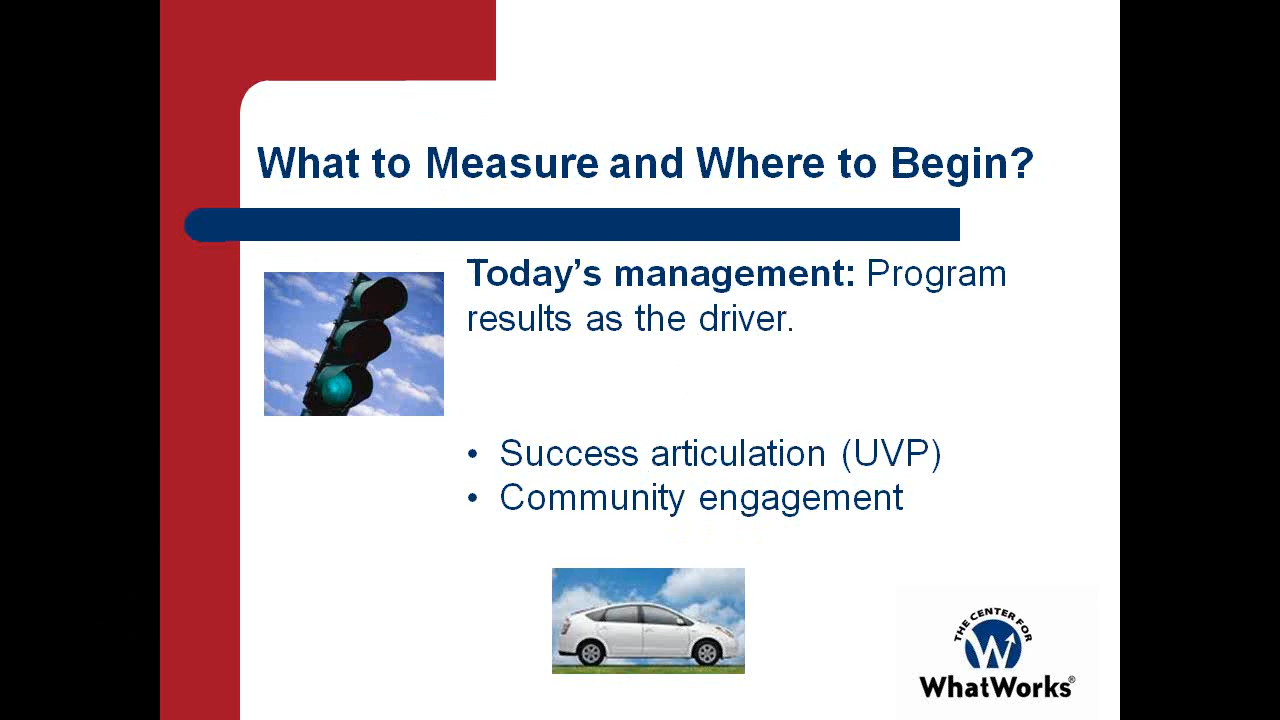 What to Measure and Where to Begin?
Today's management: Program
results as the driver.
• Success articulation (UVP)
• Community engagement
THE CENTER FOR
W
WhatWorks®